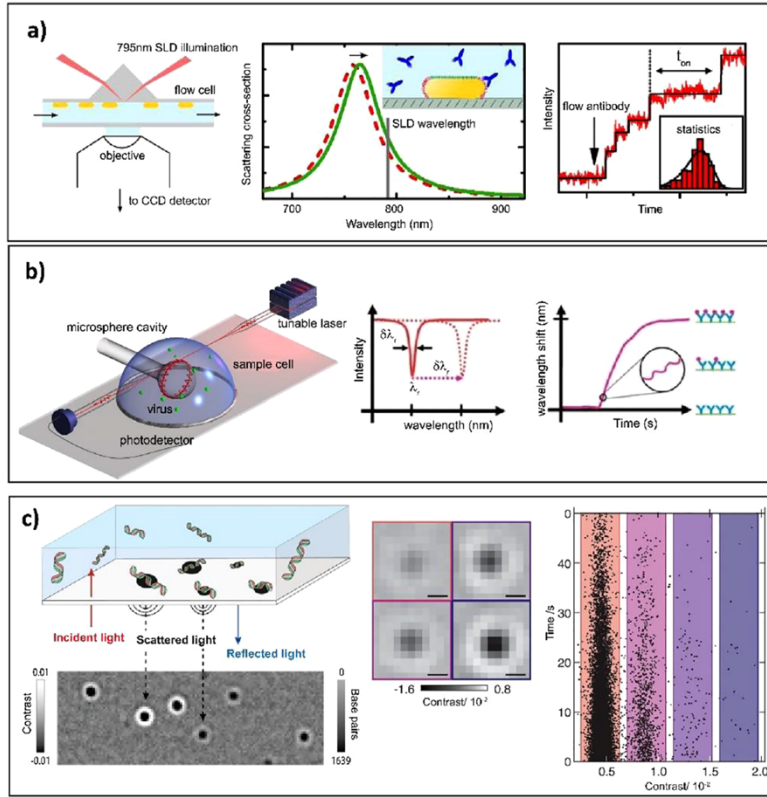 a)
795nm SLD illumination
flow cell
objective
to CCD detector
Scattering cross-section
SLD wavelength
700
800
900
Wavelength (nm)
Intensity
flow antibody
t_on
statistics
Time
b)
microsphere cavity
tunable laser
sample cell
virus
photodetector
Intensity
δλᵣ
δλᵣ
λᵣ
wavelength (nm)
wavelength shift (nm)
Time (s)
c)
Incident light
Scattered light
Reflected light
0.01
Contrast
-0.01
0
Base pairs
1639
-1.6
0.8
Contrast/ 10⁻²
Time /s
0
10
20
30
40
50
0
0.5
1.0
1.5
2.0
Contrast/ 10⁻²